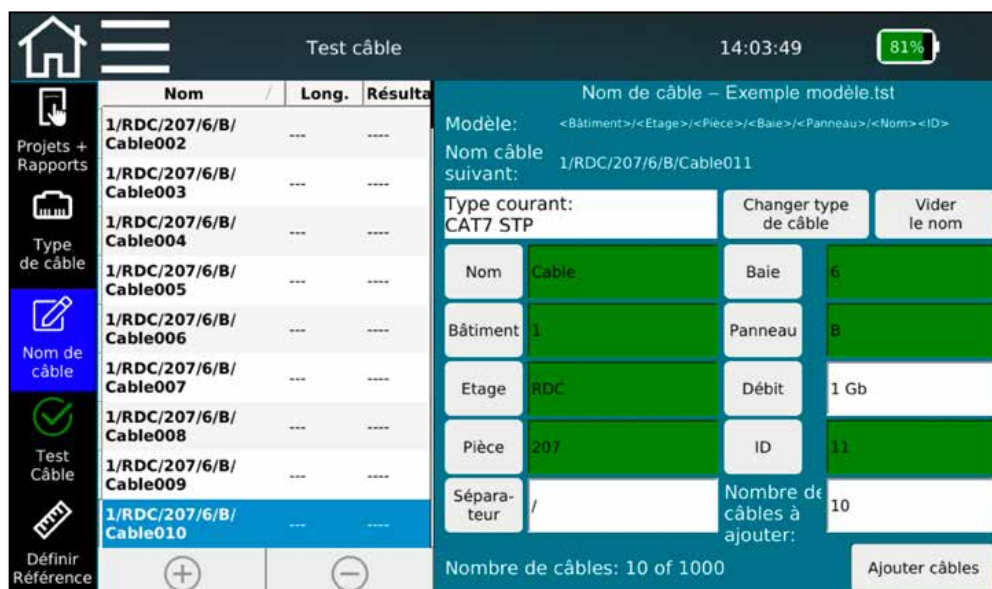 Test câble
14:03:49
81%
Projets +
Rapports
Type
de câble
Nom de
câble
Test
Câble
Définir
Référence
Nom / Long. Résulta
1/RDC/207/6/B/
Cable002 --- ----
1/RDC/207/6/B/
Cable003 --- ----
1/RDC/207/6/B/
Cable004 --- ----
1/RDC/207/6/B/
Cable005 --- ----
1/RDC/207/6/B/
Cable006 --- ----
1/RDC/207/6/B/
Cable007 --- ----
1/RDC/207/6/B/
Cable008 --- ----
1/RDC/207/6/B/
Cable009 --- ----
1/RDC/207/6/B/
Cable010 --- ----
Nom de câble – Exemple modèle.tst
Modèle: <Bâtiment>/<Etage>/<Pièce>/<Baie>/<Panneau>/<Nom><ID>
Nom câble
suivant: 1/RDC/207/6/B/Cable011
Type courant:
CAT7 STP
Changer type
de câble
Vider
le nom
Nom Cable Baie 6
Bâtiment 1 Panneau B
Etage RDC Débit 1 Gb
Pièce 207 ID 11
Sépara-
teur /
Nombre de
câbles à
ajouter: 10
Nombre de câbles: 10 of 1000
Ajouter câbles